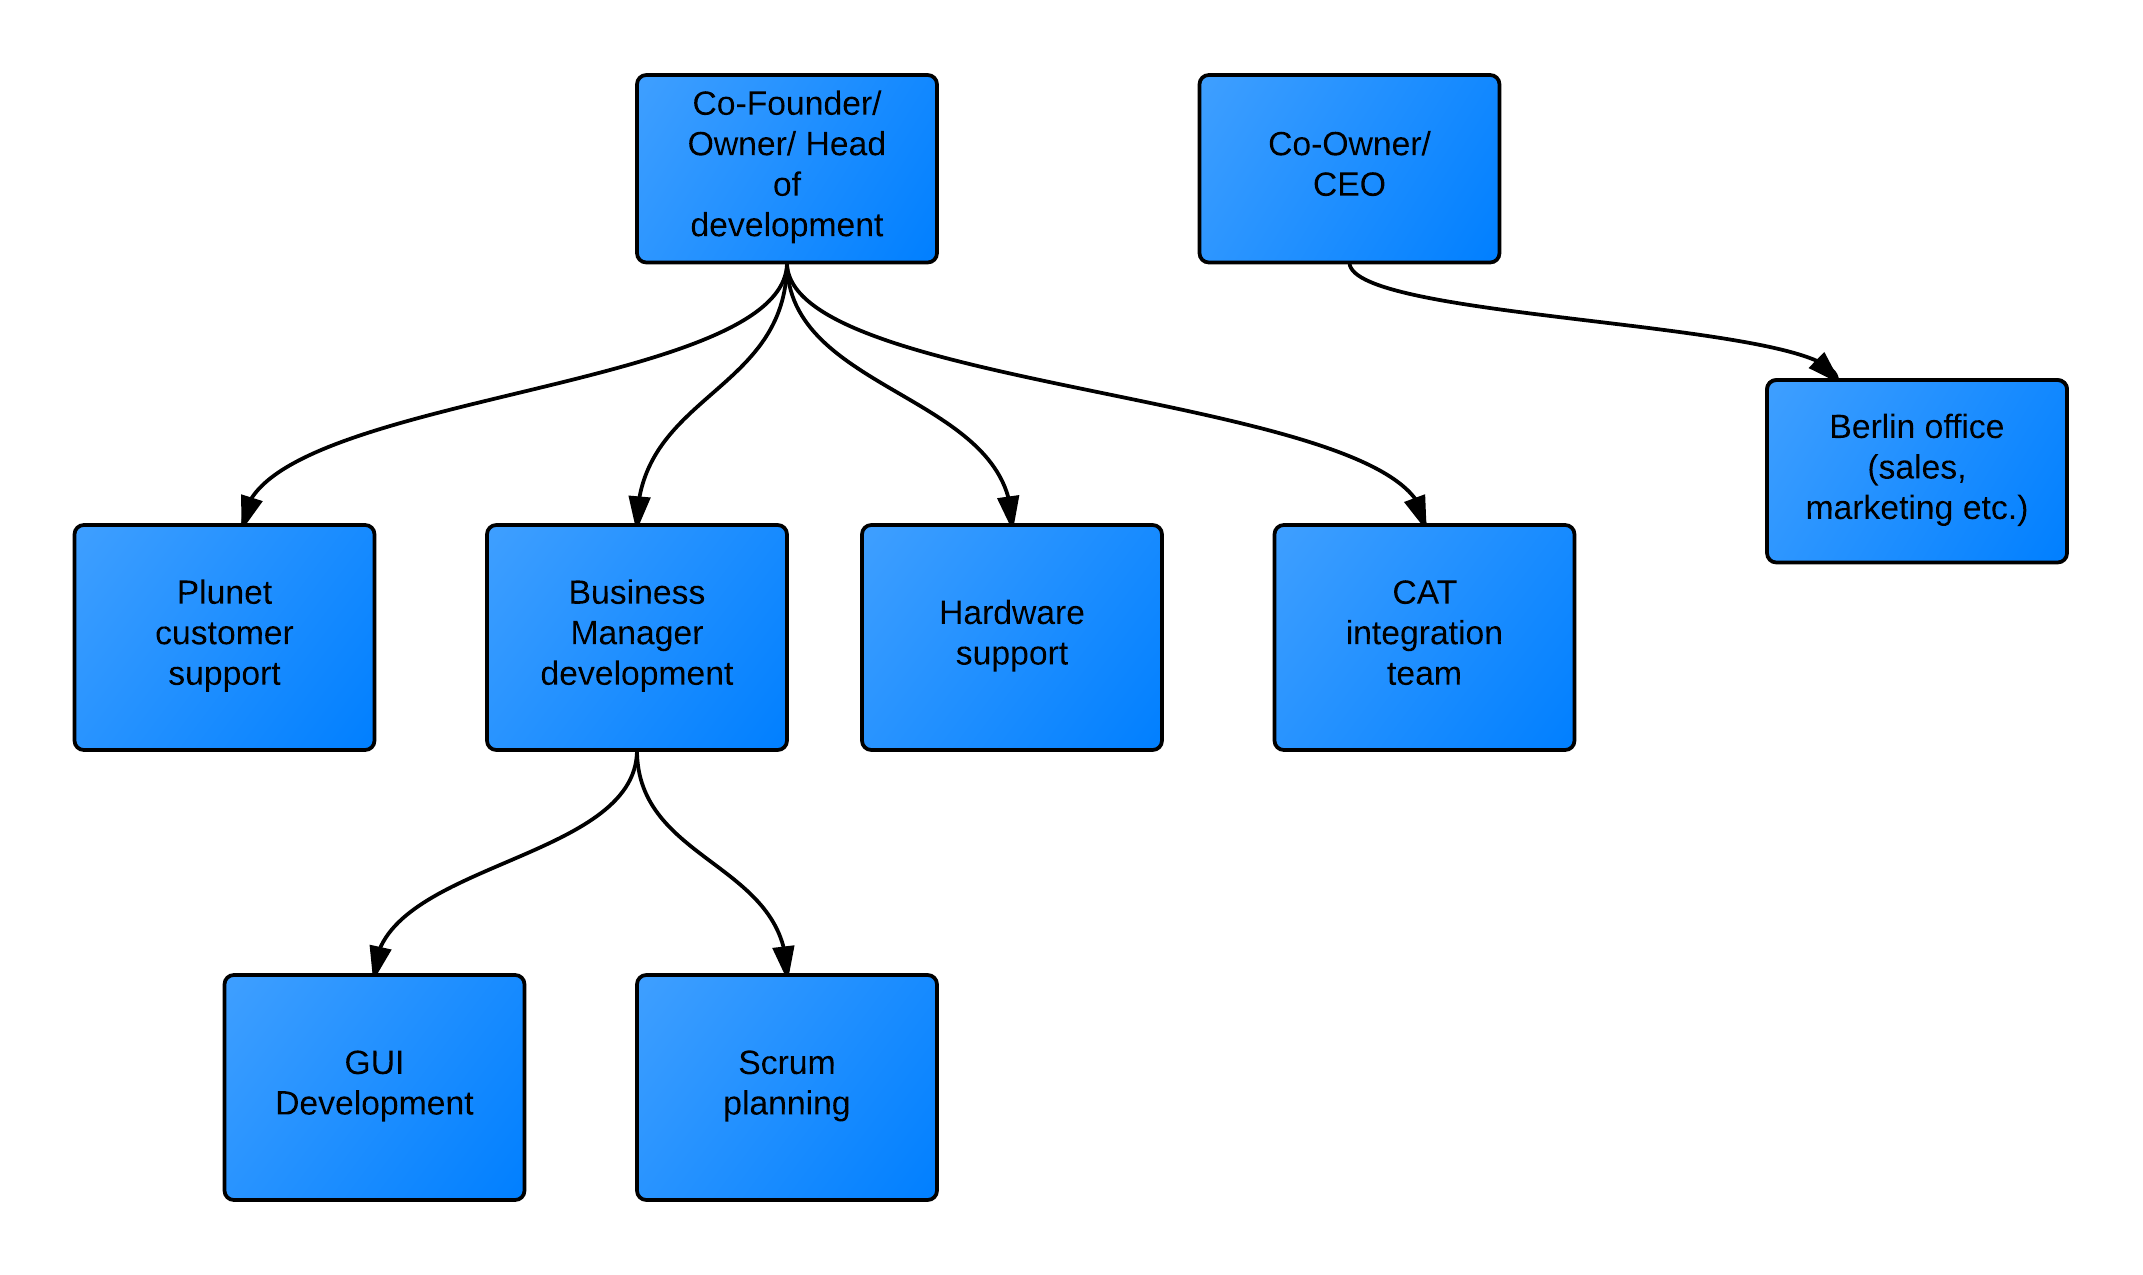 Co-Founder/
Owner/ Head
of
development
Co-Owner/
CEO
Berlin office
(sales,
marketing etc.)
Plunet
customer
support
Business
Manager
development
Hardware
support
CAT
integration
team
GUI
Development
Scrum
planning